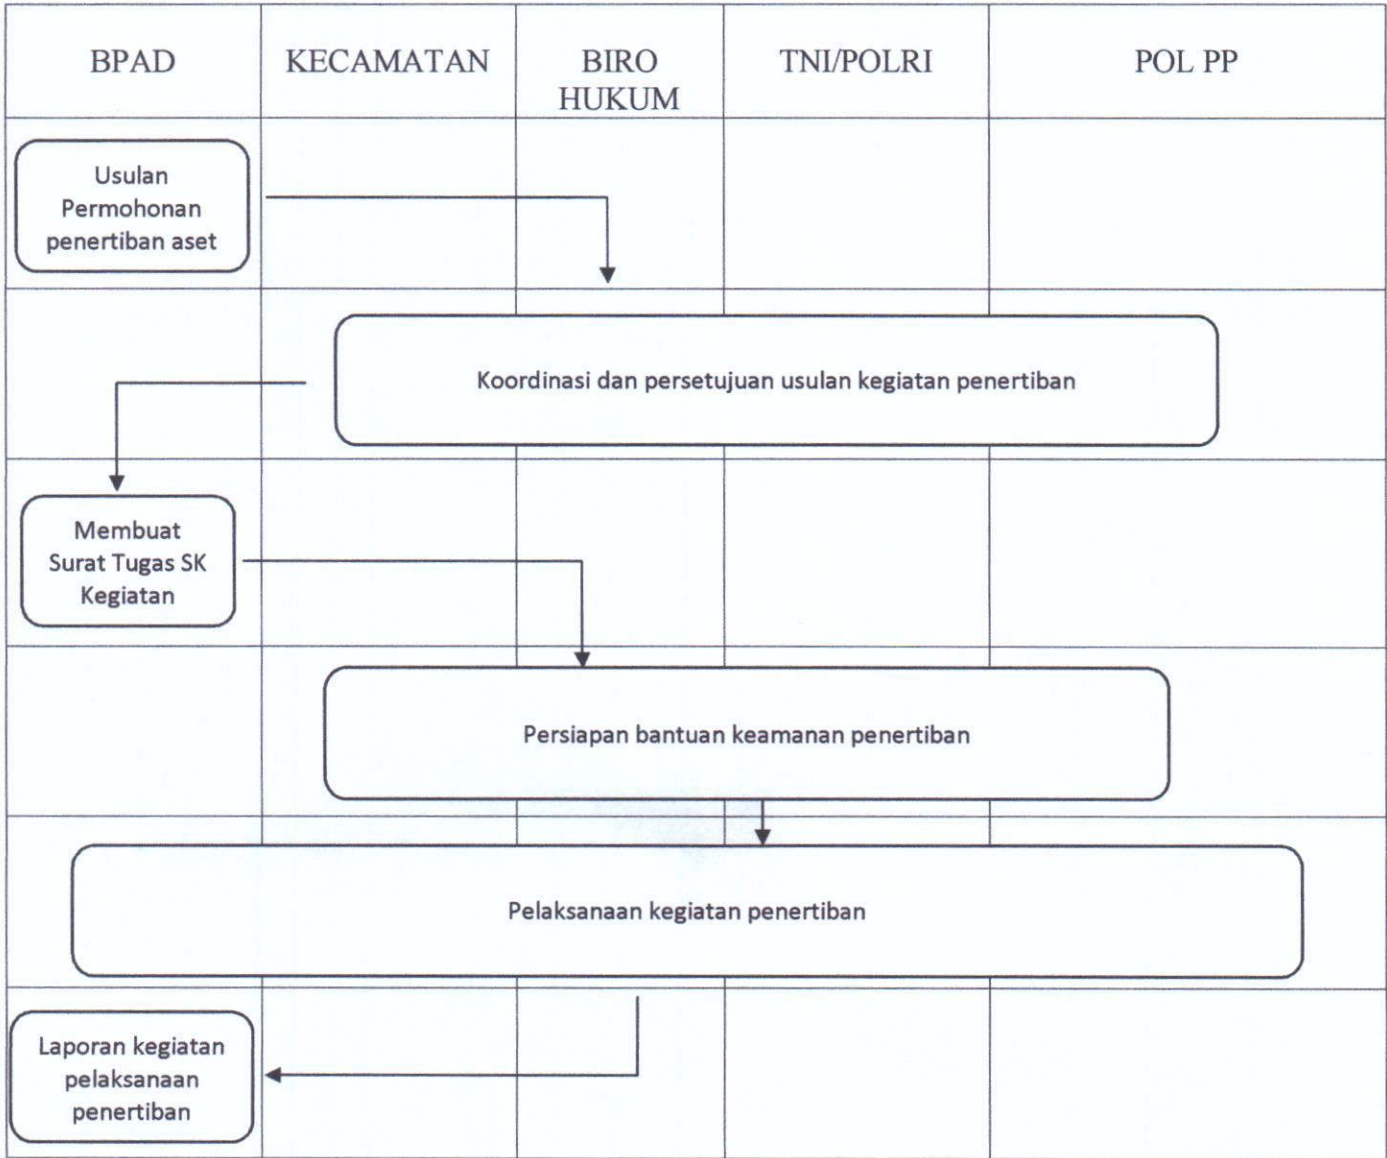 BPAD
KECAMATAN
BIRO
HUKUM
TNI/POLRI
POL PP
Usulan
Permohonan
penertiban aset
Koordinasi dan persetujuan usulan kegiatan penertiban
Membuat
Surat Tugas SK
Kegiatan
Persiapan bantuan keamanan penertiban
Pelaksanaan kegiatan penertiban
Laporan kegiatan
pelaksanaan
penertiban